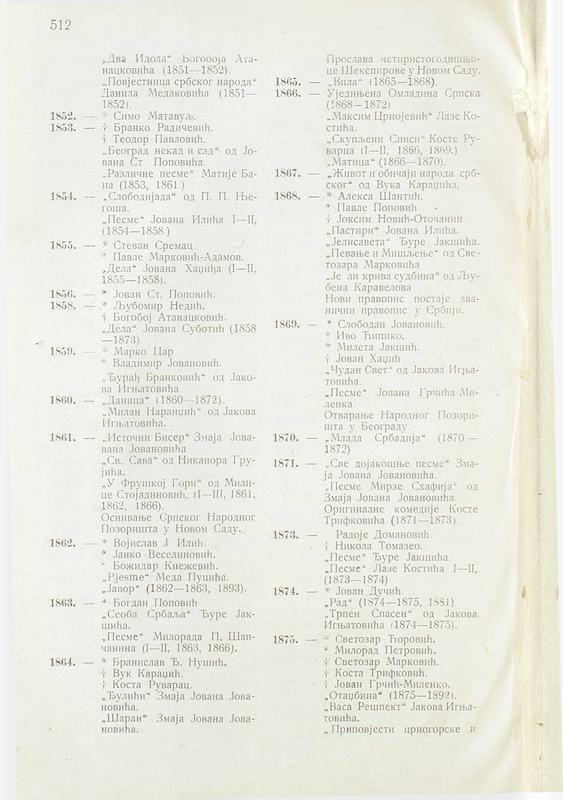 512
„Два Идола“ Богобоја Ата-
нацковића (1851—1852).
„Повјестница србског народа“
Данила Медаковића (1851—
1852).
1852. — * Симо Матавуљ.
1853. — † Бранко Радичевић.
† Теодор Павловић.
„Београд некад и сад“ од Јо-
вана Ст. Поповића.
„Различне песме“ Матије Ба-
на (1853, 1861.)
1854. — „Слободијада“ од П. П. Ње-
гоша.
„Песме“ Јована Илића I—II,
(1854—1858)
1855. — * Стеван Сремац
* Павле Марковић-Адамов.
„Дела“ Јована Хаџића (I—II,
1855—1858).
1856. — * Јован Ст. Поповић.
1858. — * Љубомир Недић.
† Богобој Атанацковић.
„Дела“ Јована Суботић (1858
—1873)
1859. — * Марко Цар
* Владимир Јовановић.
„Ђурађ Бранковић“ од Јако-
ва Игњатовића
1860. — „Даница“ (1860—1872).
„Милан Наранџић“ од Јакова
Игњатовића.
1861. — „Источни Бисер“ Змаја Јова-
вана Јовановића
„Св. Сава“ од Никанора Гру-
јића.
„У Фрушкој Гори“ од Мили-
це Стојадиновић, (I—III, 1861,
1862, 1866).
Оснивање Српског Народног
Позоришта у Новом Саду.
1862. — * Војислав Ј Илић.
* Јанко Веселиновић.
* Божидар Кнежевић.
„Pjesme“ Меда Пуцића.
„Јавор“ (1862—1863, 1893).
1863. — * Богдан Поповић
„Сеоба Србаља“ Ђуре Јак-
шића.
„Песме“ Милорада П. Шап-
чанина (I—II, 1863, 1866).
1864. — * Бранислав Ђ. Нушић.
† Вук Караџић.
† Коста Руварац.
„Ђулићи“ Змаја Јована Јова-
новића.
„Шаран“ Змаја Јована Јова-
новића.
Прослава четиристогодишњи-
це Шекспирове у Новом Саду.
1865. — „Вила“ (1865—1868).
1866. — Уједињена Омладина Српска
(1868—1872)
„Максим Црнојевић“ Лазе Ко-
стића.
„Скупљени Списи“ Косте Ру-
варца (I—II, 1866, 1869.)
„Матица“ (1866—1870).
1867. — „Живот и обичаји народа срб-
ског“ од Вука Караџића.
1868. — * Алекса Шантић.
* Павле Поповић
† Јоксим Новић-Оточанин
„Пастири“ Јована Илића.
„Јелисавета“ Ђуре Јакшића.
„Певање и Мишљење“ од Све-
тозара Марковића
„Је ли крива судбина“ од Љу-
бена Каравелова
Нови правопис постаје зва-
нични правопис у Србији.
1869. — * Слободан Јовановић.
* Иво Ћипико.
* Милета Јакшић.
† Јован Хаџић
„Чудан Свет“ од Јакова Игња-
товића.
„Песме“ Јована Грчића Ми-
ленка.
Отварање Народног Позори-
шта у Београду.
1870. — „Млада Србадија“ (1870—
1872)
1871. — „Све дојакошње песме“ Зма-
ја Јована Јовановића.
„Песме Мирзе Схафија“ од
Змаја Јована Јовановића.
Оригиналне комедије Косте
Трифковића (1871—1873).
1873. — Радоје Домановић.
† Никола Томазео.
„Песме“ Ђуре Јакшића.
„Песме“ Лазе Костића I—II,
(1873—1874)
1874. — * Јован Дучић
„Рад“ (1874—1875, 1881)
„Трпен Спасен“ од Јакова
Игњатовића (1874—1875).
1875. — * Светозар Ћоровић.
* Милорад Петровић.
† Светозар Марковић.
† Коста Трифковић.
† Јован Грчић-Миленко.
„Отаџбина“ (1875—1892).
„Васа Решпект“ Јакова Игња-
товића.
„Приповјести црногорске и